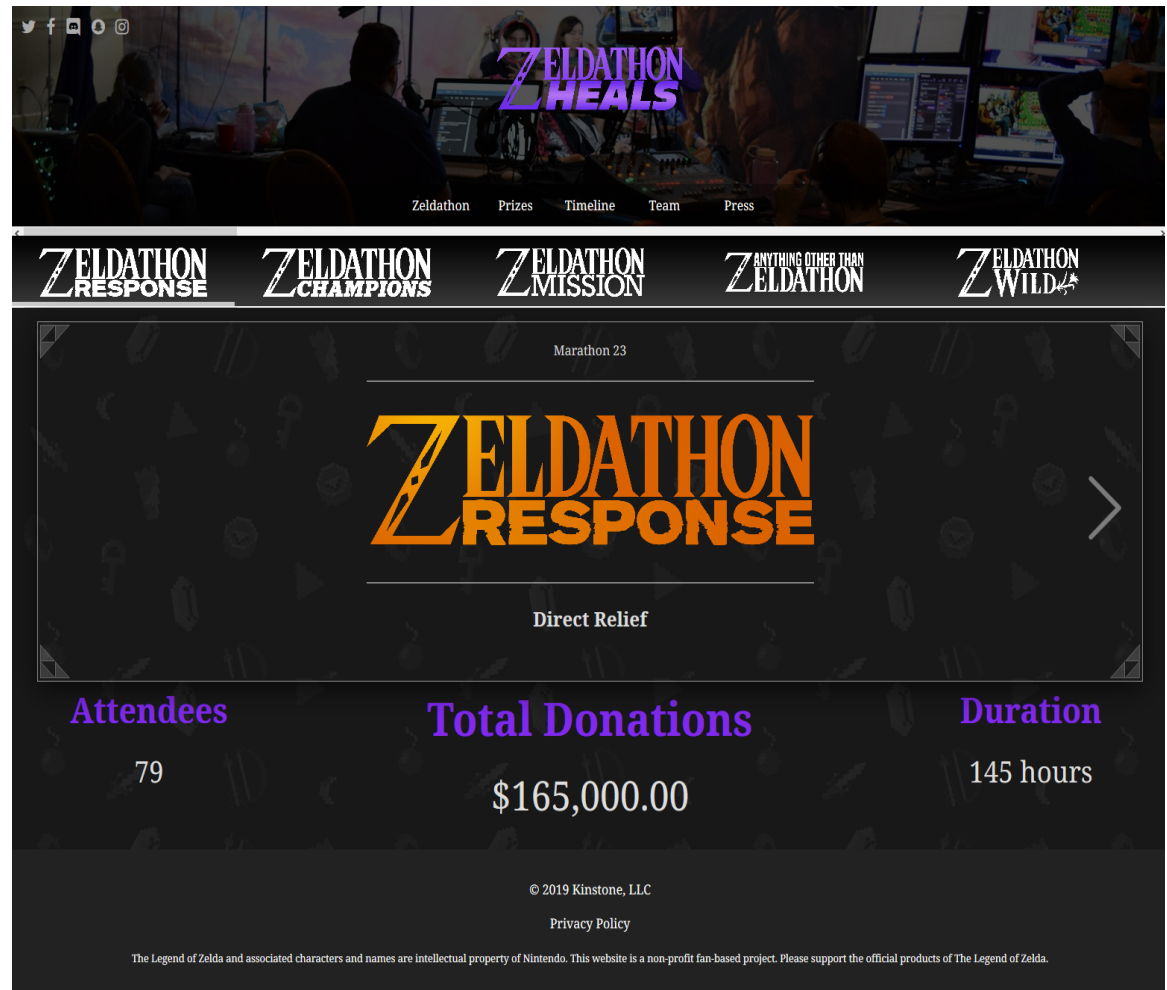 ZELDATHON
HEALS
Zeldathon Prizes Timeline Team Press
ZELDATHON RESPONSE
ZELDATHON CHAMPIONS
ZELDATHON MISSION
ANYTHING OTHER THAN ZELDATHON
ZELDATHON WILD
Marathon 23
ZELDATHON
RESPONSE
Direct Relief
Attendees
79
Total Donations
$165,000.00
Duration
145 hours
© 2019 Kinstone, LLC
Privacy Policy
The Legend of Zelda and associated characters and names are intellectual property of Nintendo. This website is a non-profit fan-based project. Please support the official products of The Legend of Zelda.